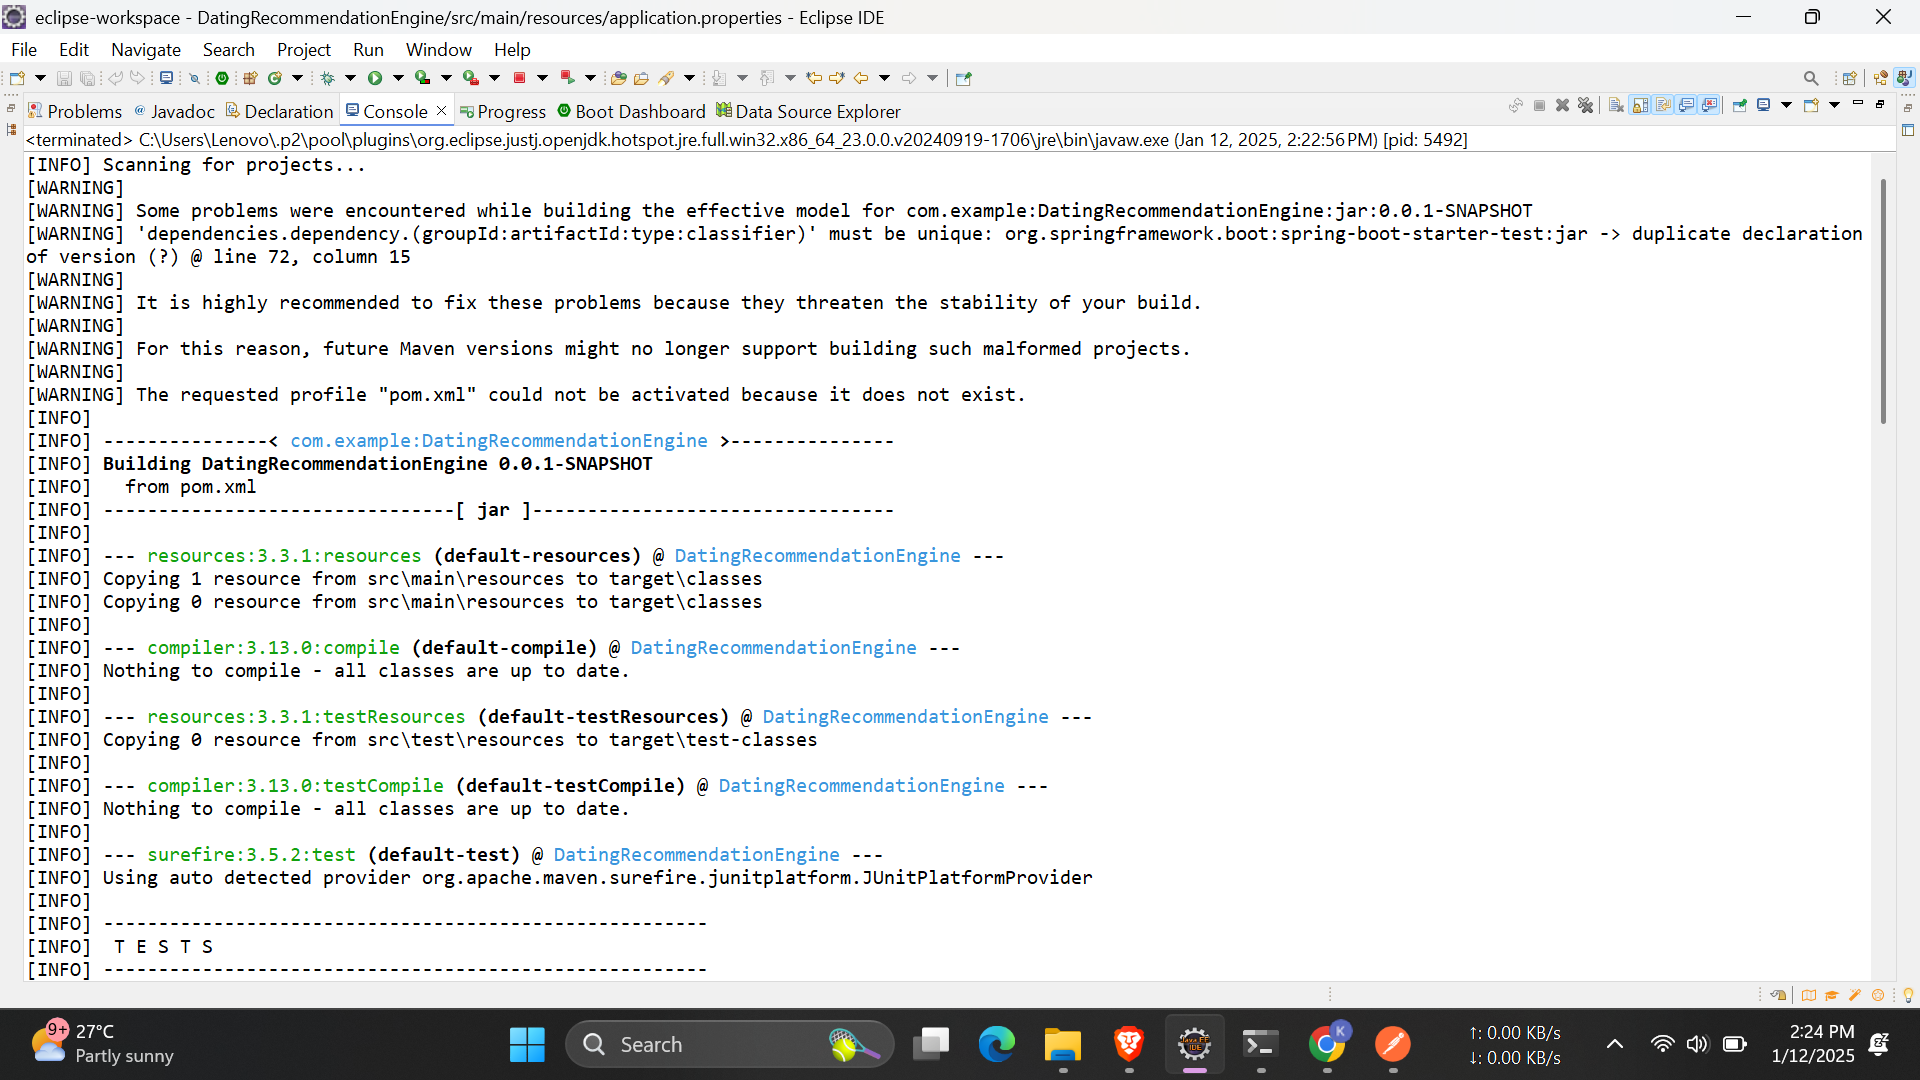 eclipse-workspace - DatingRecommendationEngine/src/main/resources/application.properties - Eclipse IDE
File Edit Navigate Search Project Run Window Help
Problems Javadoc Declaration Console Progress Boot Dashboard Data Source Explorer
<terminated> C:\Users\Lenovo\.p2\pool\plugins\org.eclipse.justj.openjdk.hotspot.jre.full.win32.x86_64_23.0.0.v20240919-1706\jre\bin\javaw.exe (Jan 12, 2025, 2:22:56 PM) [pid: 5492]
[INFO] Scanning for projects...
[WARNING]
[WARNING] Some problems were encountered while building the effective model for com.example:DatingRecommendationEngine:jar:0.0.1-SNAPSHOT
[WARNING] 'dependencies.dependency.(groupId:artifactId:type:classifier)' must be unique: org.springframework.boot:spring-boot-starter-test:jar -> duplicate declaration
of version (?) @ line 72, column 15
[WARNING]
[WARNING] It is highly recommended to fix these problems because they threaten the stability of your build.
[WARNING]
[WARNING] For this reason, future Maven versions might no longer support building such malformed projects.
[WARNING]
[WARNING] The requested profile "pom.xml" could not be activated because it does not exist.
[INFO]
[INFO] ---------------< com.example:DatingRecommendationEngine >---------------
[INFO] Building DatingRecommendationEngine 0.0.1-SNAPSHOT
[INFO]   from pom.xml
[INFO] --------------------------------[ jar ]---------------------------------
[INFO]
[INFO] --- resources:3.3.1:resources (default-resources) @ DatingRecommendationEngine ---
[INFO] Copying 1 resource from src\main\resources to target\classes
[INFO] Copying 0 resource from src\main\resources to target\classes
[INFO]
[INFO] --- compiler:3.13.0:compile (default-compile) @ DatingRecommendationEngine ---
[INFO] Nothing to compile - all classes are up to date.
[INFO]
[INFO] --- resources:3.3.1:testResources (default-testResources) @ DatingRecommendationEngine ---
[INFO] Copying 0 resource from src\test\resources to target\test-classes
[INFO]
[INFO] --- compiler:3.13.0:testCompile (default-testCompile) @ DatingRecommendationEngine ---
[INFO] Nothing to compile - all classes are up to date.
[INFO]
[INFO] --- surefire:3.5.2:test (default-test) @ DatingRecommendationEngine ---
[INFO] Using auto detected provider org.apache.maven.surefire.junitplatform.JUnitPlatformProvider
[INFO]
[INFO] -------------------------------------------------------
[INFO]  T E S T S
[INFO] -------------------------------------------------------
9+
27°C
Partly sunny
Search
K
↑: 0.00 KB/s
↓: 0.00 KB/s
2:24 PM
1/12/2025